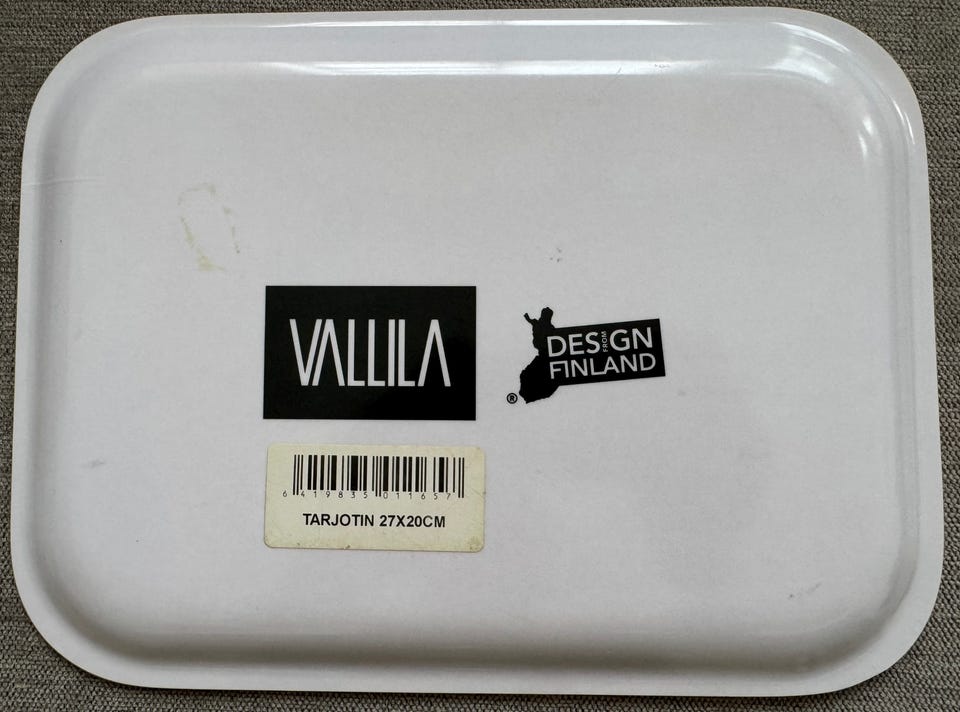 VALLILA
DESIGN
FROM
FINLAND
®
6 419835 011657
TARJOTIN 27X20CM